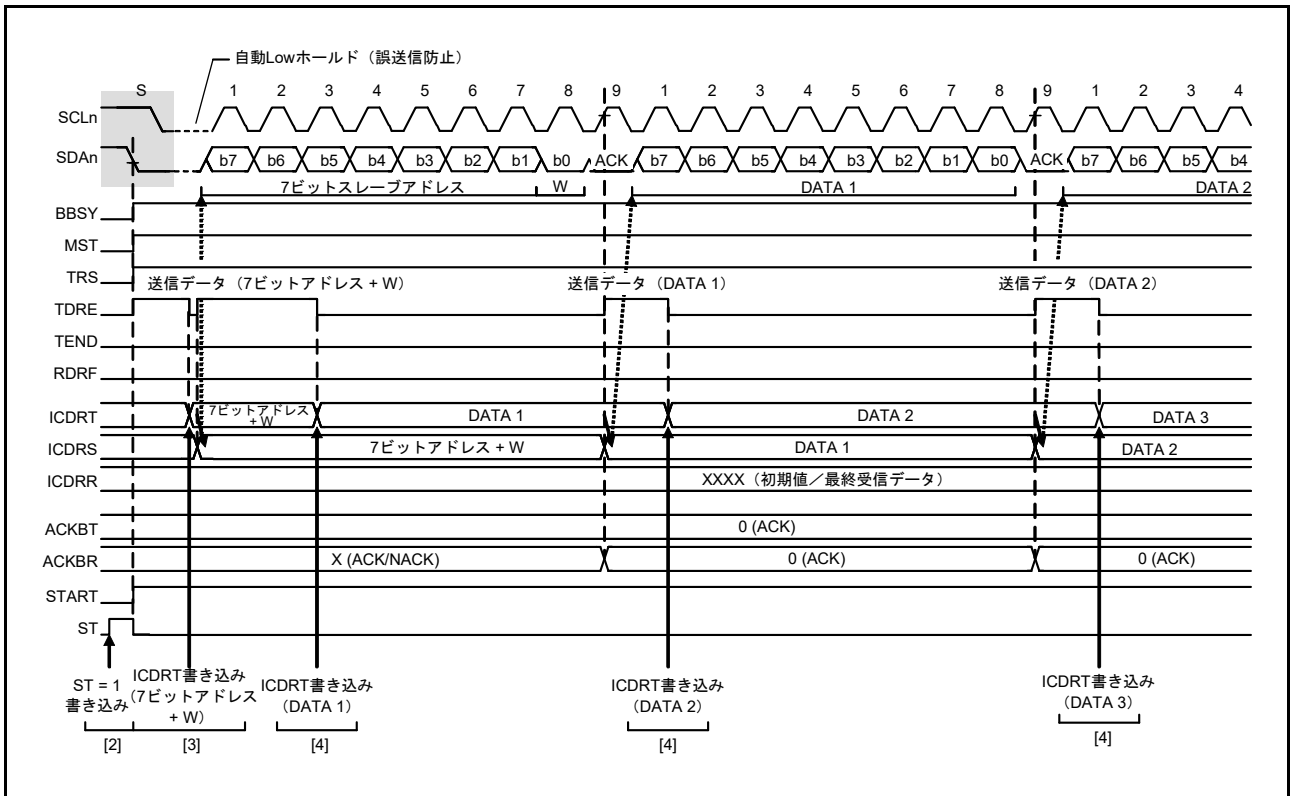 自動Lowホールド（誤送信防止）
S 1 2 3 4 5 6 7 8 9 1 2 3 4 5 6 7 8 9 1 2 3 4
SCLn
SDAn b7 b6 b5 b4 b3 b2 b1 b0 ACK b7 b6 b5 b4 b3 b2 b1 b0 ACK b7 b6 b5 b4
7ビットスレーブアドレス W DATA 1 DATA 2
BBSY
MST
TRS
送信データ（7ビットアドレス + W） 送信データ（DATA 1） 送信データ（DATA 2）
TDRE
TEND
RDRF
ICDRT 7ビットアドレス + W DATA 1 DATA 2 DATA 3
ICDRS 7ビットアドレス + W DATA 1 DATA 2
ICDRR XXXX（初期値／最終受信データ）
ACKBT 0 (ACK)
ACKBR X (ACK/NACK) 0 (ACK) 0 (ACK)
START
ST
ST = 1
書き込み
[2]
ICDRT書き込み
（7ビットアドレス
+ W）
[3]
ICDRT書き込み
（DATA 1）
[4]
ICDRT書き込み
（DATA 2）
[4]
ICDRT書き込み
（DATA 3）
[4]